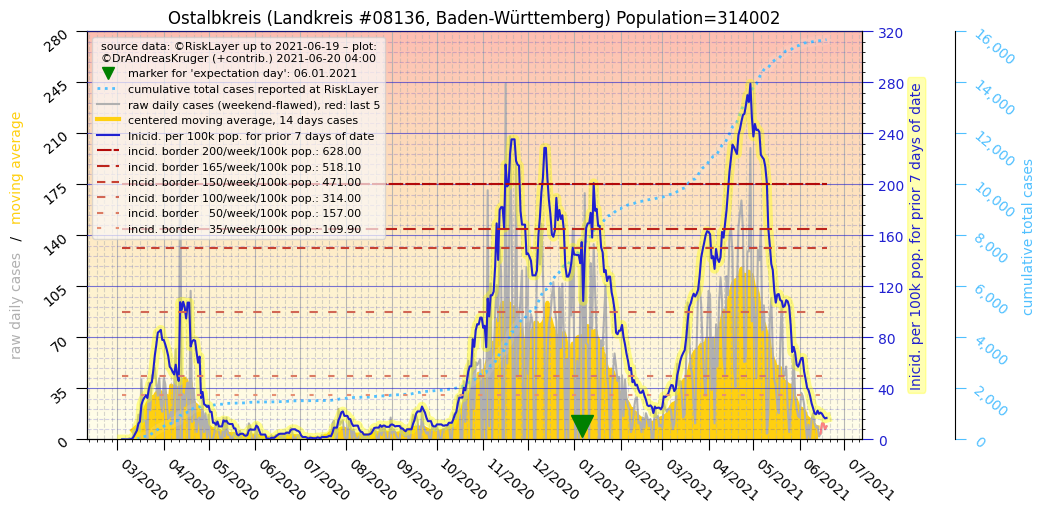 Ostalbkreis (Landkreis #08136, Baden-Württemberg) Population=314002
source data: ©RiskLayer up to 2021-06-19 – plot:
©DrAndreasKruger (+contrib.) 2021-06-20 04:00
marker for 'expectation day': 06.01.2021
cumulative total cases reported at RiskLayer
raw daily cases (weekend-flawed), red: last 5
centered moving average, 14 days cases
Inicid. per 100k pop. for prior 7 days of date
incid. border 200/week/100k pop.: 628.00
incid. border 165/week/100k pop.: 518.10
incid. border 150/week/100k pop.: 471.00
incid. border 100/week/100k pop.: 314.00
incid. border   50/week/100k pop.: 157.00
incid. border   35/week/100k pop.: 109.90
raw daily cases / moving average
280
245
210
175
140
105
70
35
0
03/2020
04/2020
05/2020
06/2020
07/2020
08/2020
09/2020
10/2020
11/2020
12/2020
01/2021
02/2021
03/2021
04/2021
05/2021
06/2021
07/2021
320
280
240
200
160
120
80
40
0
Inicid. per 100k pop. for prior 7 days of date
16,000
14,000
12,000
10,000
8,000
6,000
4,000
2,000
0
cumulative total cases